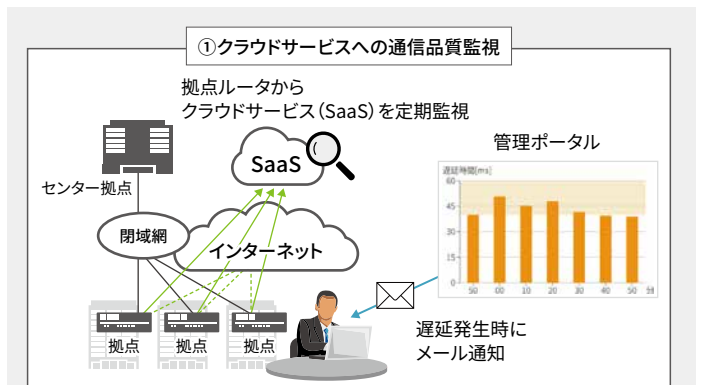 ①クラウドサービスへの通信品質監視
拠点ルータから
クラウドサービス(SaaS)を定期監視
管理ポータル
SaaS
遅延時間[ms]
60
45
30
15
0
50 00 10 20 30 40 50 分
センター拠点
閉域網
インターネット
拠点 拠点 拠点
遅延発生時に
メール通知